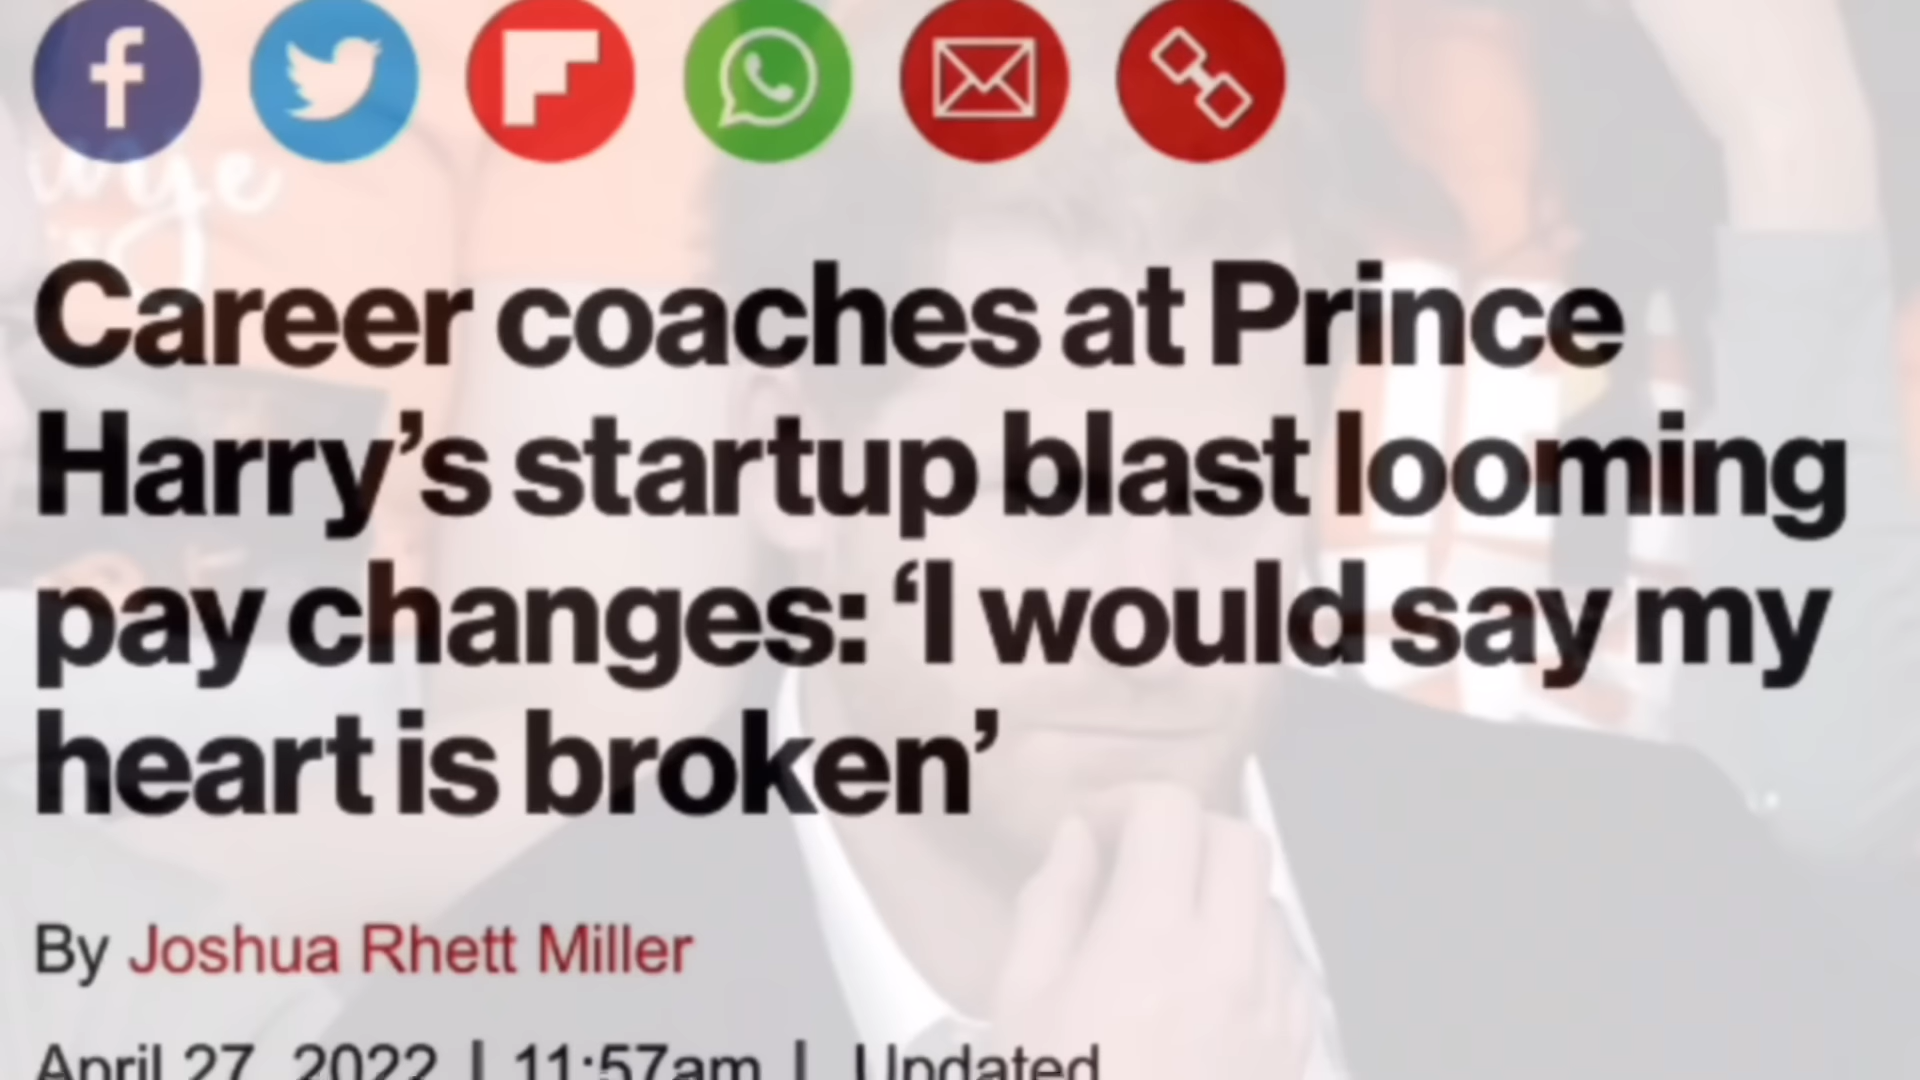 Career coaches at Prince
Harry’s startup blast looming
pay changes: ‘I would say my
heart is broken’
By Joshua Rhett Miller
April 27, 2022 | 11:57am | Updated